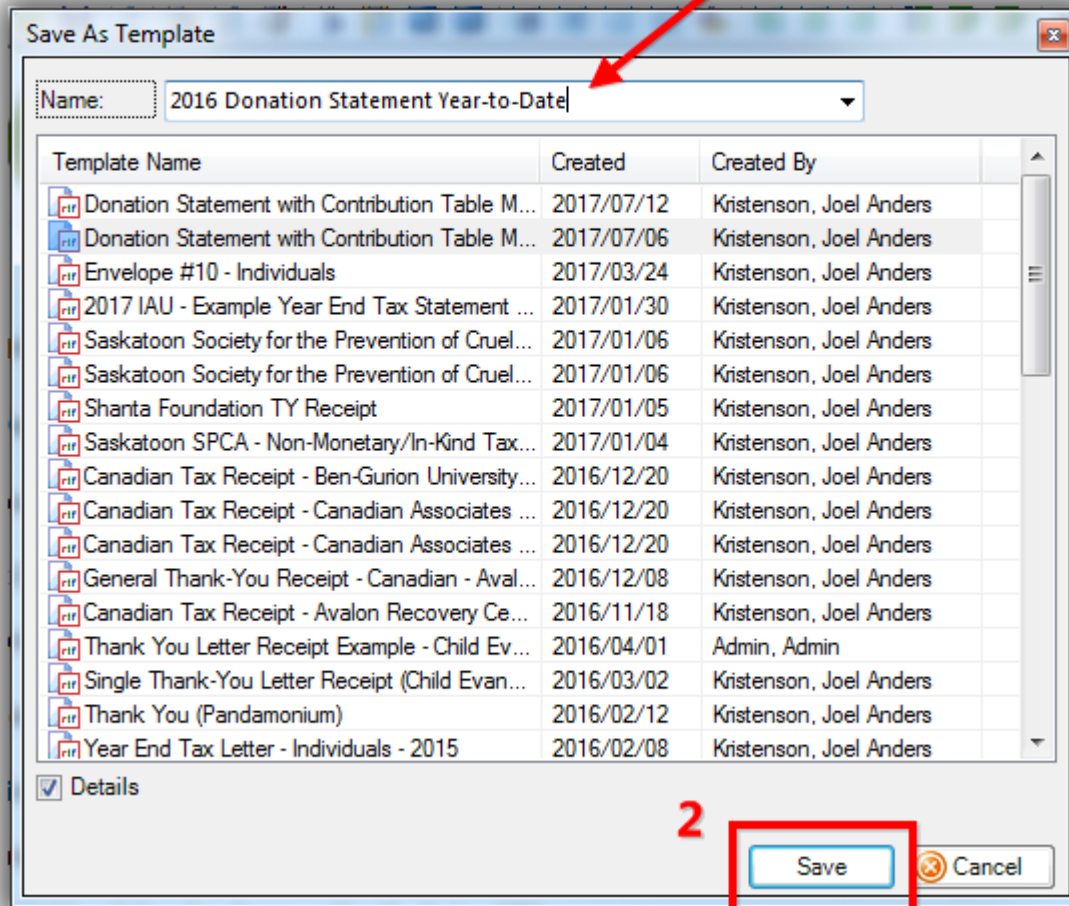 Save As Template
Name: 2016 Donation Statement Year-to-Date
Template Name Created Created By
Donation Statement with Contribution Table M... 2017/07/12 Kristenson, Joel Anders
Donation Statement with Contribution Table M... 2017/07/06 Kristenson, Joel Anders
Envelope #10 - Individuals 2017/03/24 Kristenson, Joel Anders
2017 IAU - Example Year End Tax Statement ... 2017/01/30 Kristenson, Joel Anders
Saskatoon Society for the Prevention of Cruel... 2017/01/06 Kristenson, Joel Anders
Saskatoon Society for the Prevention of Cruel... 2017/01/06 Kristenson, Joel Anders
Shanta Foundation TY Receipt 2017/01/05 Kristenson, Joel Anders
Saskatoon SPCA - Non-Monetary/In-Kind Tax... 2017/01/04 Kristenson, Joel Anders
Canadian Tax Receipt - Ben-Gurion University... 2016/12/20 Kristenson, Joel Anders
Canadian Tax Receipt - Canadian Associates ... 2016/12/20 Kristenson, Joel Anders
Canadian Tax Receipt - Canadian Associates ... 2016/12/20 Kristenson, Joel Anders
General Thank-You Receipt - Canadian - Aval... 2016/12/08 Kristenson, Joel Anders
Canadian Tax Receipt - Avalon Recovery Ce... 2016/11/18 Kristenson, Joel Anders
Thank You Letter Receipt Example - Child Ev... 2016/04/01 Admin, Admin
Single Thank-You Letter Receipt (Child Evan... 2016/03/02 Kristenson, Joel Anders
Thank You (Pandamonium) 2016/02/12 Kristenson, Joel Anders
Year End Tax Letter - Individuals - 2015 2016/02/08 Kristenson, Joel Anders
Details
2
Save Cancel